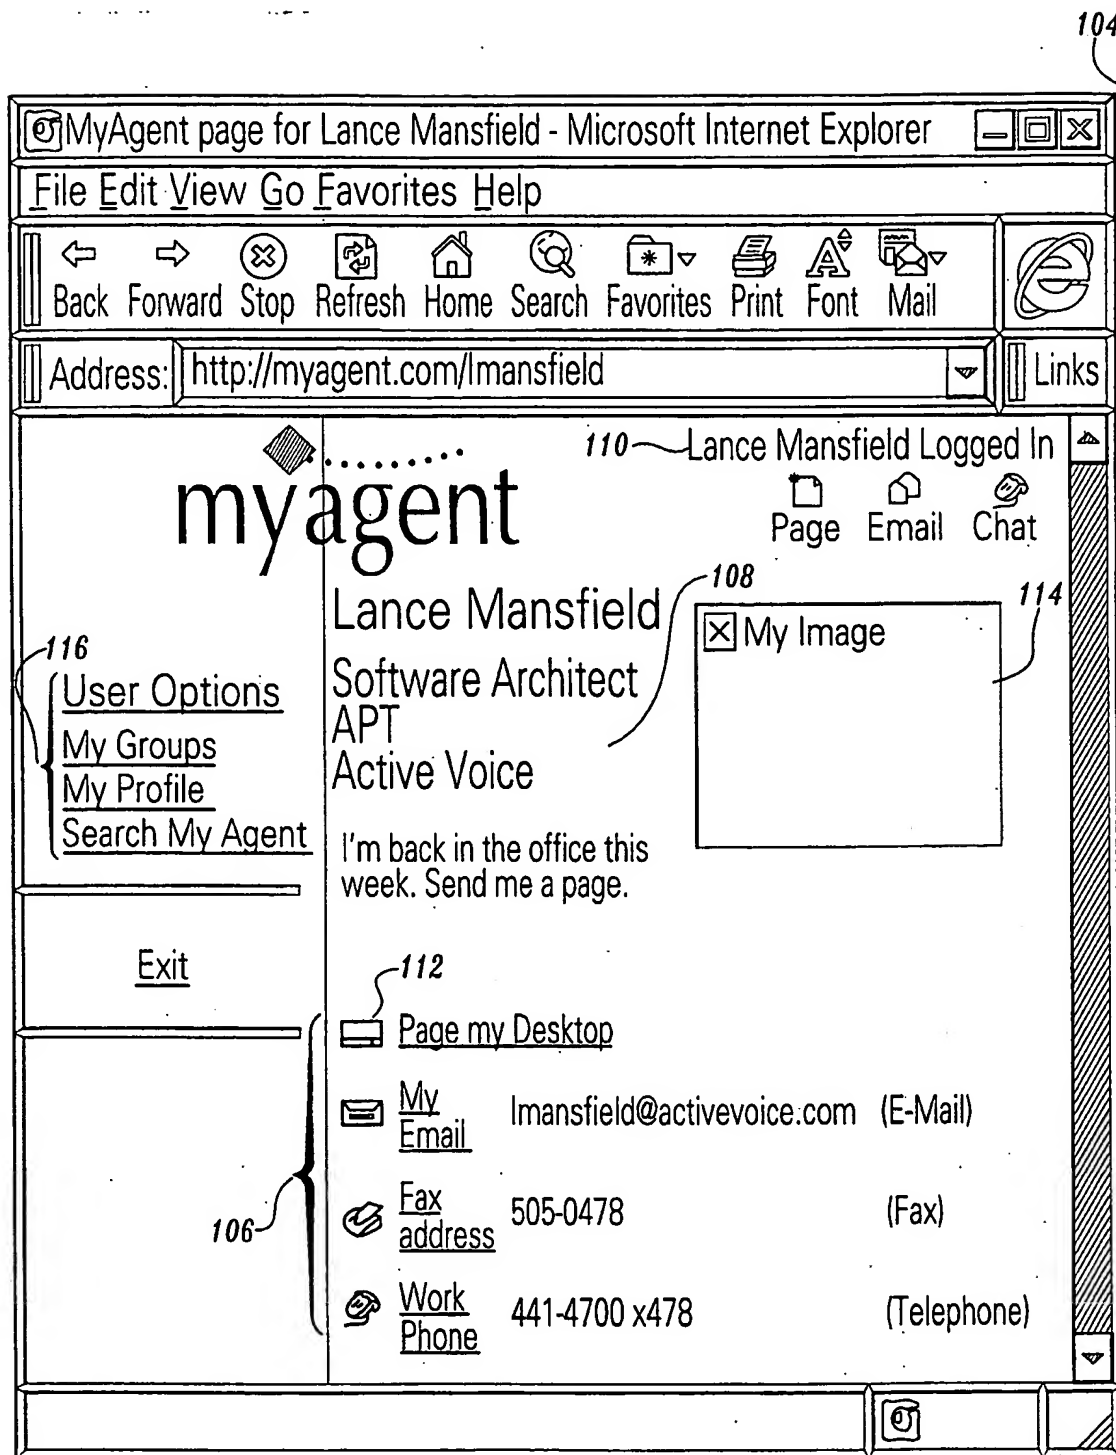 104
MyAgent page for Lance Mansfield - Microsoft Internet Explorer
File Edit View Go Favorites Help
Back Forward Stop Refresh Home Search Favorites Print Font Mail
Address: http://myagent.com/lmansfield Links
110 Lance Mansfield Logged In
myagent
Page Email Chat
108
Lance Mansfield
114
My Image
116
Software Architect
APT
Active Voice
User Options
My Groups
My Profile
Search My Agent
I'm back in the office this
week. Send me a page.
Exit
112
Page my Desktop
My
Email lmansfield@activevoice.com (E-Mail)
106
Fax
address 505-0478 (Fax)
Work
Phone 441-4700 x478 (Telephone)